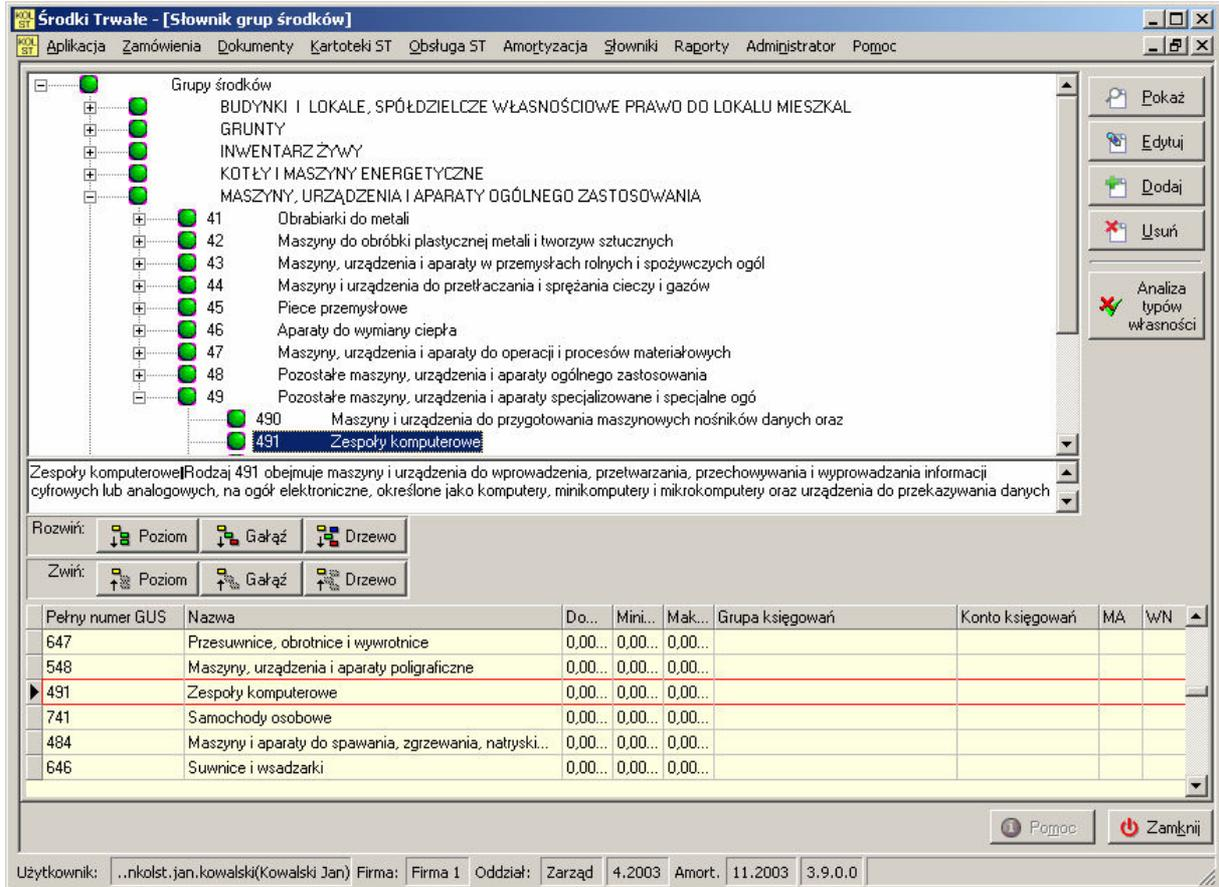 KOL ST Środki Trwałe - [Słownik grup środków]
KOL ST Aplikacja Zamówienia Dokumenty Kartoteki ST Obsługa ST Amortyzacja Słowniki Raporty Administrator Pomoc
Grupy środków
BUDYNKI I LOKALE, SPÓŁDZIELCZE WŁASNOŚCIOWE PRAWO DO LOKALU MIESZKAL
GRUNTY
INWENTARZ ŻYWY
KOTŁY I MASZYNY ENERGETYCZNE
MASZYNY, URZĄDZENIA I APARATY OGÓLNEGO ZASTOSOWANIA
41 Obrabiarki do metali
42 Maszyny do obróbki plastycznej metali i tworzyw sztucznych
43 Maszyny, urządzenia i aparaty w przemysłach rolnych i spożywczych ogól
44 Maszyny i urządzenia do przetłaczania i sprężania cieczy i gazów
45 Piece przemysłowe
46 Aparaty do wymiany ciepła
47 Maszyny, urządzenia i aparaty do operacji i procesów materiałowych
48 Pozostałe maszyny, urządzenia i aparaty ogólnego zastosowania
49 Pozostałe maszyny, urządzenia i aparaty specjalizowane i specjalne ogó
490 Maszyny i urządzenia do przygotowania maszynowych nośników danych oraz
491 Zespoły komputerowe
Pokaż
Edytuj
Dodaj
Usuń
Analiza
typów
własności
Zespoły komputerowe|Rodzaj 491 obejmuje maszyny i urządzenia do wprowadzenia, przetwarzania, przechowywania i wyprowadzania informacji
cyfrowych lub analogowych, na ogół elektroniczne, określone jako komputery, minikomputery i mikrokomputery oraz urządzenia do przekazywania danych
Rozwiń: Poziom Gałąź Drzewo
Zwiń: Poziom Gałąź Drzewo
Pełny numer GUS Nazwa Do... Mini... Mak... Grupa księgowań Konto księgowań MA WN
647 Przesuwnice, obrotnice i wywrotnice 0,00... 0,00... 0,00...
548 Maszyny, urządzenia i aparaty poligraficzne 0,00... 0,00... 0,00...
491 Zespoły komputerowe 0,00... 0,00... 0,00...
741 Samochody osobowe 0,00... 0,00... 0,00...
484 Maszyny i aparaty do spawania, zgrzewania, natryski... 0,00... 0,00... 0,00...
646 Suwnice i wsadzarki 0,00... 0,00... 0,00...
Pomoc Zamknij
Użytkownik: ..nkolst.jan.kowalski(Kowalski Jan) Firma: Firma 1 Oddział: Zarząd 4.2003 Amort. 11.2003 3.9.0.0